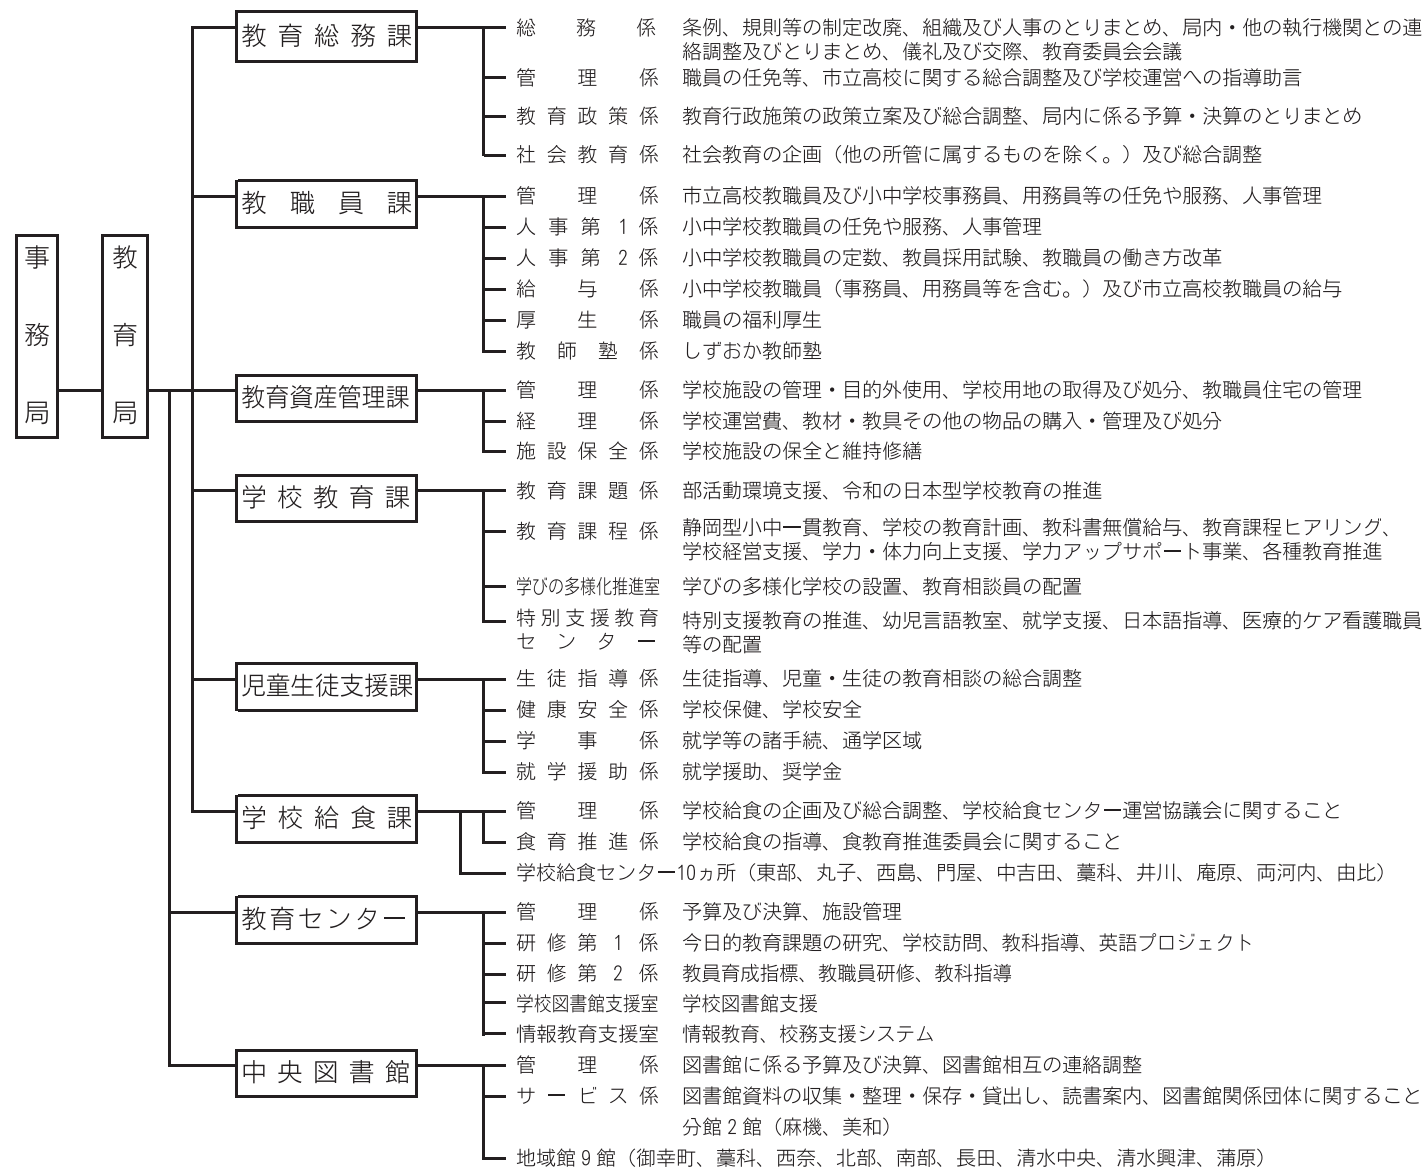 事務局
教育局
教育総務課
総務係 条例、規則等の制定改廃、組織及び人事のとりまとめ、局内・他の執行機関との連
絡調整及びとりまとめ、儀礼及び交際、教育委員会会議
管理係 職員の任免等、市立高校に関する総合調整及び学校運営への指導助言
教育政策係 教育行政施策の政策立案及び総合調整、局内に係る予算・決算のとりまとめ
社会教育係 社会教育の企画（他の所管に属するものを除く。）及び総合調整
教職員課
管理係 市立高校教職員及び小中学校事務員、用務員等の任免や服務、人事管理
人事第1係 小中学校教職員の任免や服務、人事管理
人事第2係 小中学校教職員の定数、教員採用試験、教職員の働き方改革
給与係 小中学校教職員（事務員、用務員等を含む。）及び市立高校教職員の給与
厚生係 職員の福利厚生
教師塾係 しずおか教師塾
教育資産管理課
管理係 学校施設の管理・目的外使用、学校用地の取得及び処分、教職員住宅の管理
経理係 学校運営費、教材・教具その他の物品の購入・管理及び処分
施設保全係 学校施設の保全と維持修繕
学校教育課
教育課題係 部活動環境支援、令和の日本型学校教育の推進
教育課程係 静岡型小中一貫教育、学校の教育計画、教科書無償給与、教育課程ヒアリング、
学校経営支援、学力・体力向上支援、学力アップサポート事業、各種教育推進
学びの多様化推進室 学びの多様化学校の設置、教育相談員の配置
特別支援教育 特別支援教育の推進、幼児言語教室、就学支援、日本語指導、医療的ケア看護職員
センター 等の配置
児童生徒支援課
生徒指導係 生徒指導、児童・生徒の教育相談の総合調整
健康安全係 学校保健、学校安全
学事係 就学等の諸手続、通学区域
就学援助係 就学援助、奨学金
学校給食課
管理係 学校給食の企画及び総合調整、学校給食センター運営協議会に関すること
食育推進係 学校給食の指導、食教育推進委員会に関すること
学校給食センター10ヵ所（東部、丸子、西島、門屋、中吉田、藁科、井川、庵原、両河内、由比）
教育センター
管理係 予算及び決算、施設管理
研修第1係 今日的教育課題の研究、学校訪問、教科指導、英語プロジェクト
研修第2係 教員育成指標、教職員研修、教科指導
学校図書館支援室 学校図書館支援
情報教育支援室 情報教育、校務支援システム
中央図書館
管理係 図書館に係る予算及び決算、図書館相互の連絡調整
サービス係 図書館資料の収集・整理・保存・貸出し、読書案内、図書館関係団体に関すること
分館2館（麻機、美和）
地域館9館（御幸町、藁科、西奈、北部、南部、長田、清水中央、清水興津、蒲原）